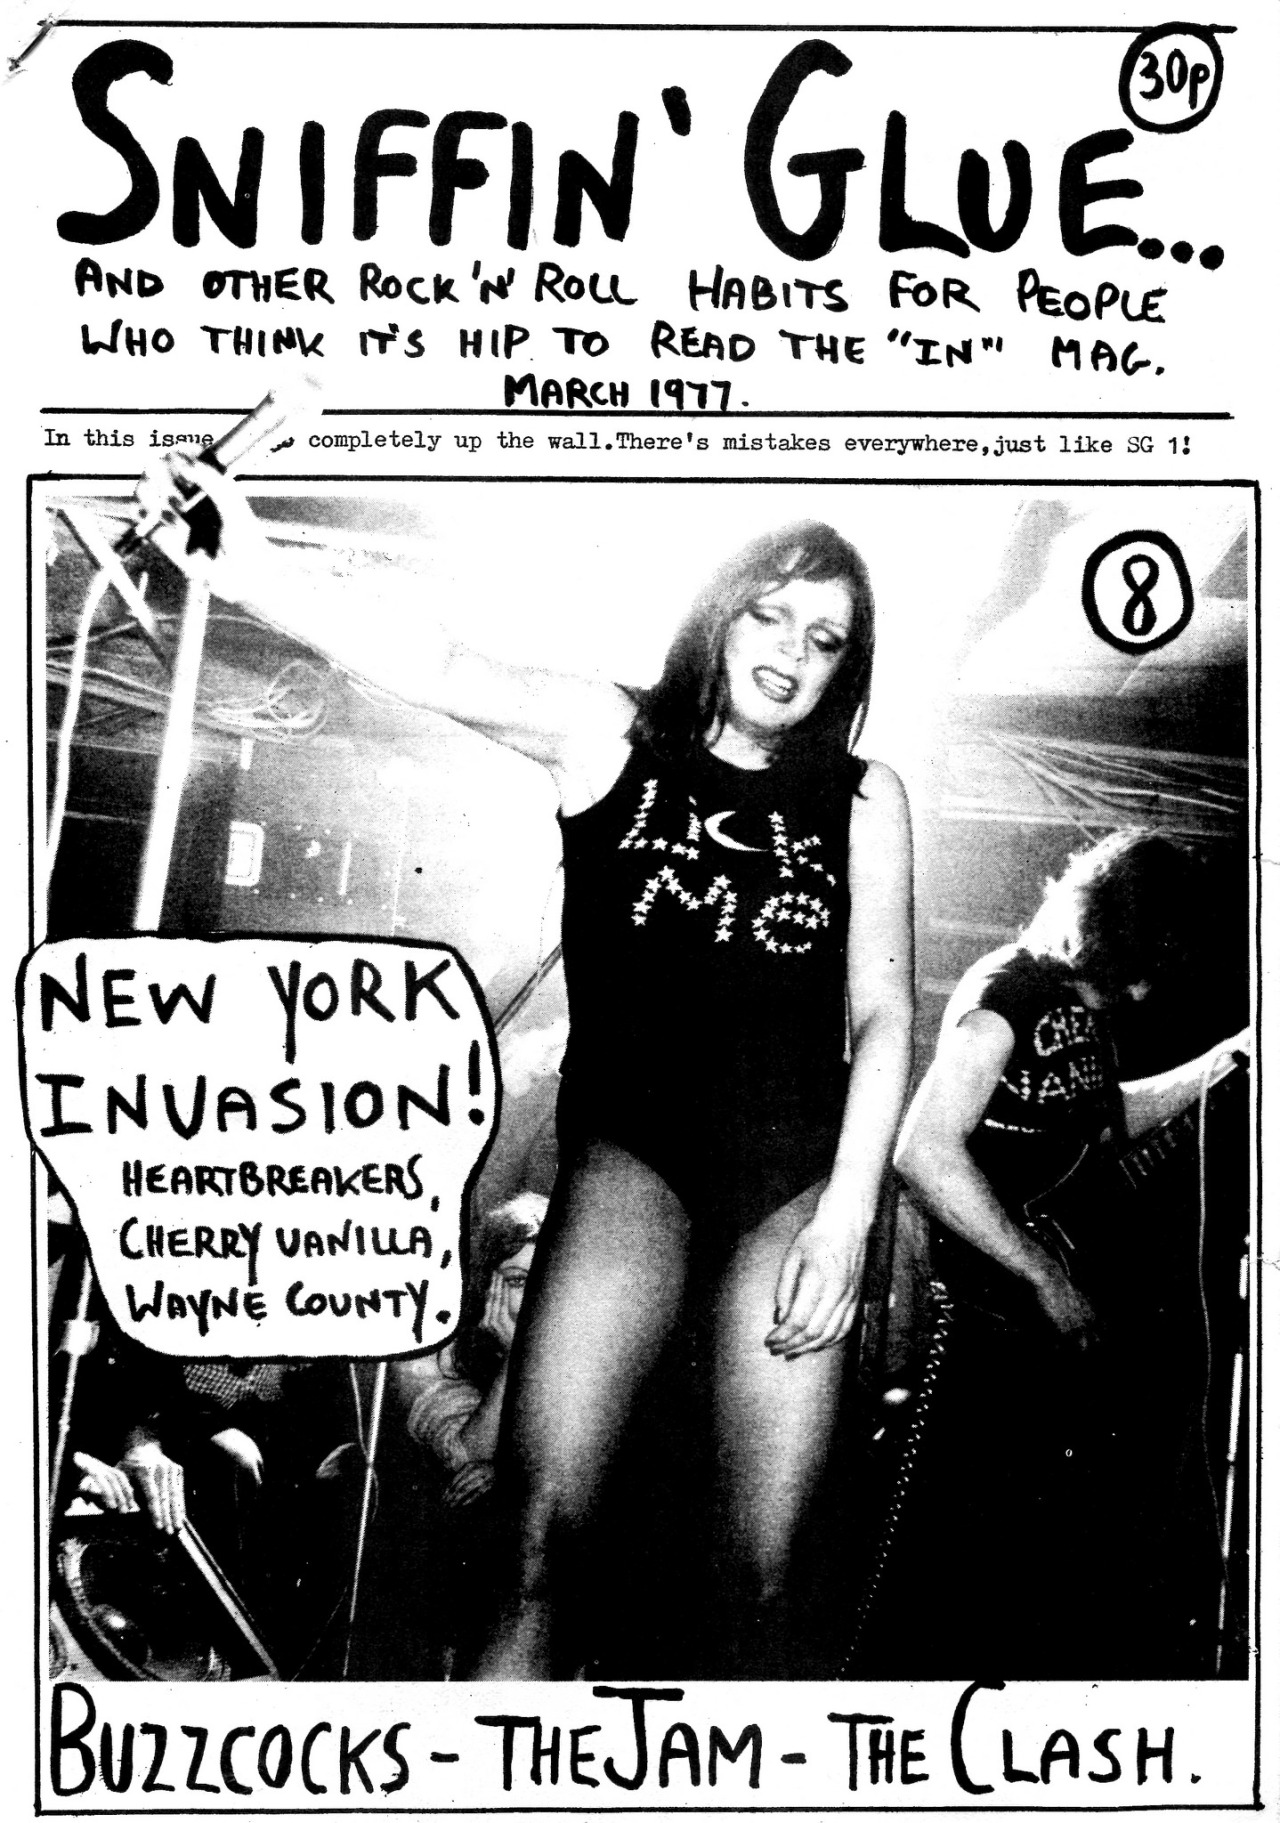 30p
SNIFFIN' GLUE...
AND OTHER ROCK 'N' ROLL HABITS FOR PEOPLE
WHO THINK IT'S HIP TO READ THE "IN"' MAG.
MARCH 1977.
In this issue completely up the wall.There's mistakes everywhere,just like SG 1!
8
LiCk
Me
NEW YORK
INVASION!
HEARTBREAKERS,
CHERRY VANILLA,
WAYNE COUNTY.
BUZZCOCKS - THE JAM - THE CLASH.